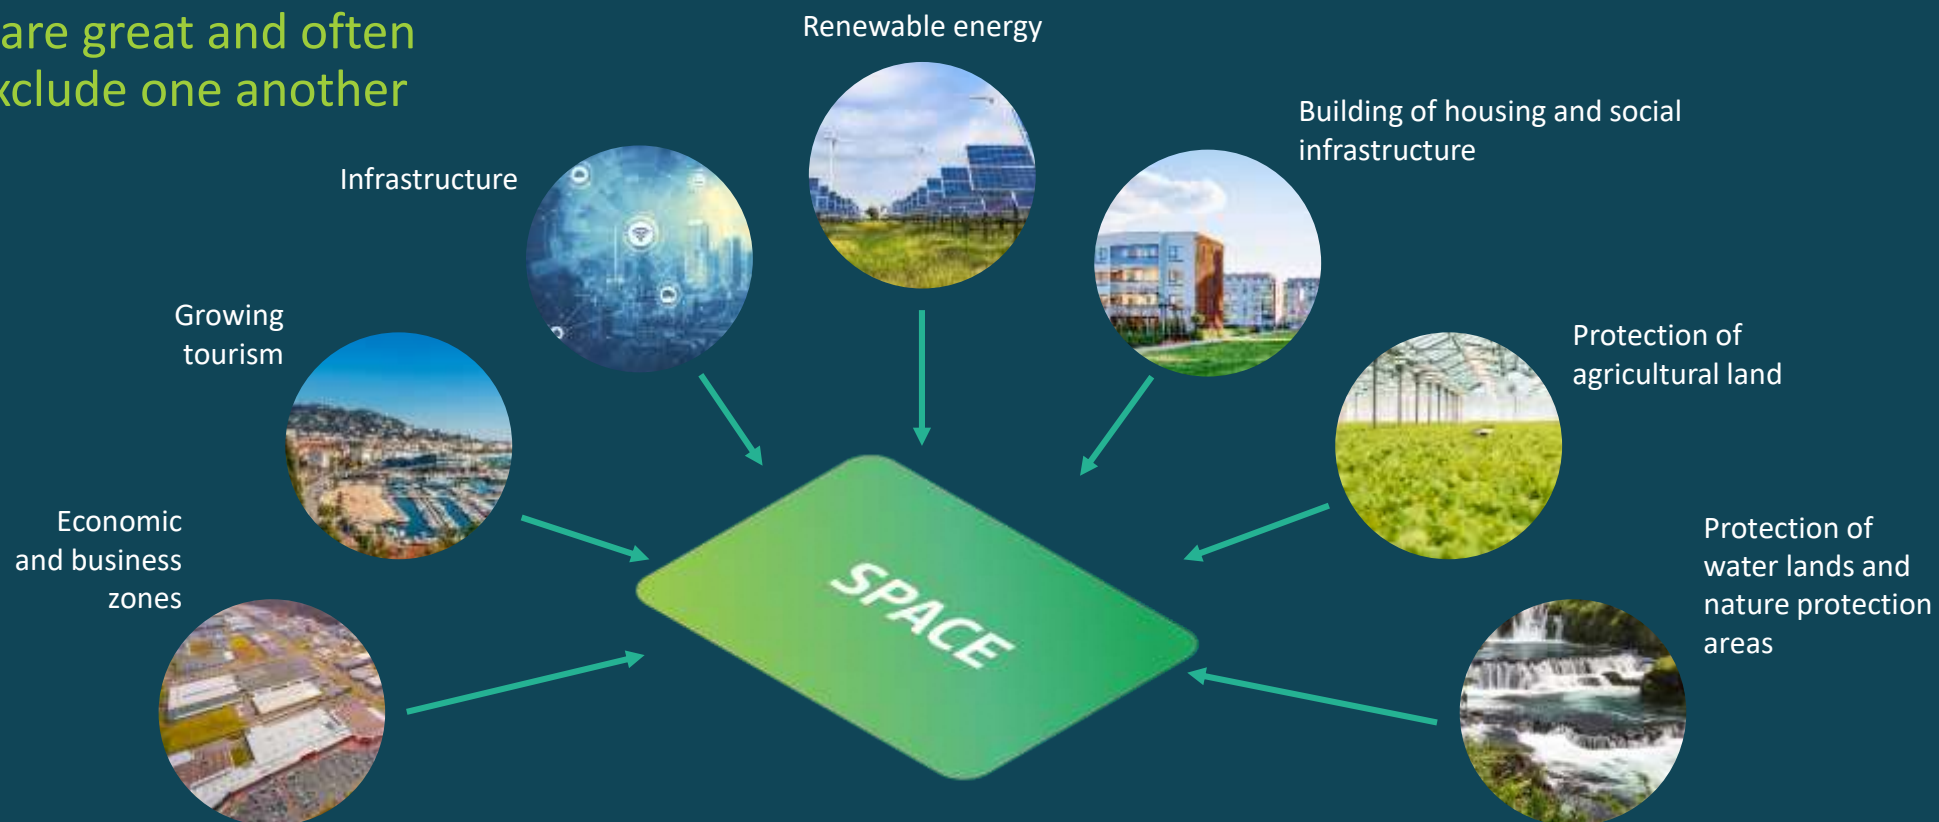 are great and often
exclude one another
Renewable energy
Building of housing and social
infrastructure
Infrastructure
Growing
tourism
Protection of
agricultural land
Economic
and business
zones
Protection of
water lands and
nature protection
areas
SPACE